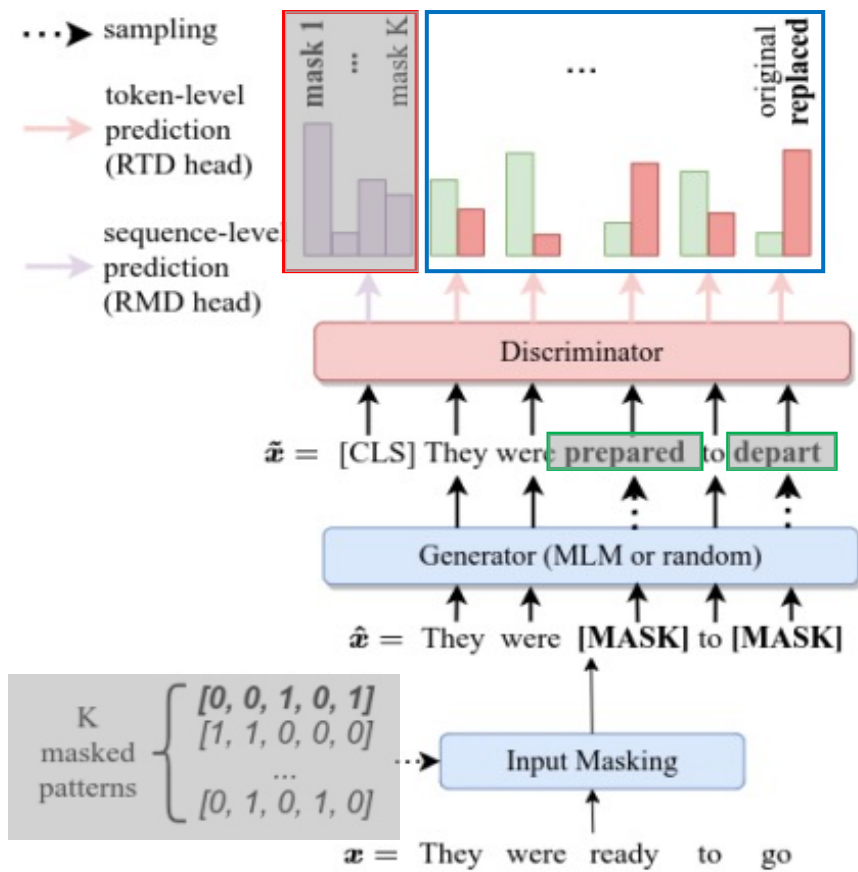 sampling
token-level
prediction
(RTD head)
sequence-level
prediction
(RMD head)
mask 1
...
mask K
...
original
replaced
Discriminator
x̃ = [CLS] They were prepared to depart
Generator (MLM or random)
x̂ = They were [MASK] to [MASK]
K
masked
patterns
[0, 0, 1, 0, 1]
[1, 1, 0, 0, 0]
...
[0, 1, 0, 1, 0]
Input Masking
x = They were ready to go